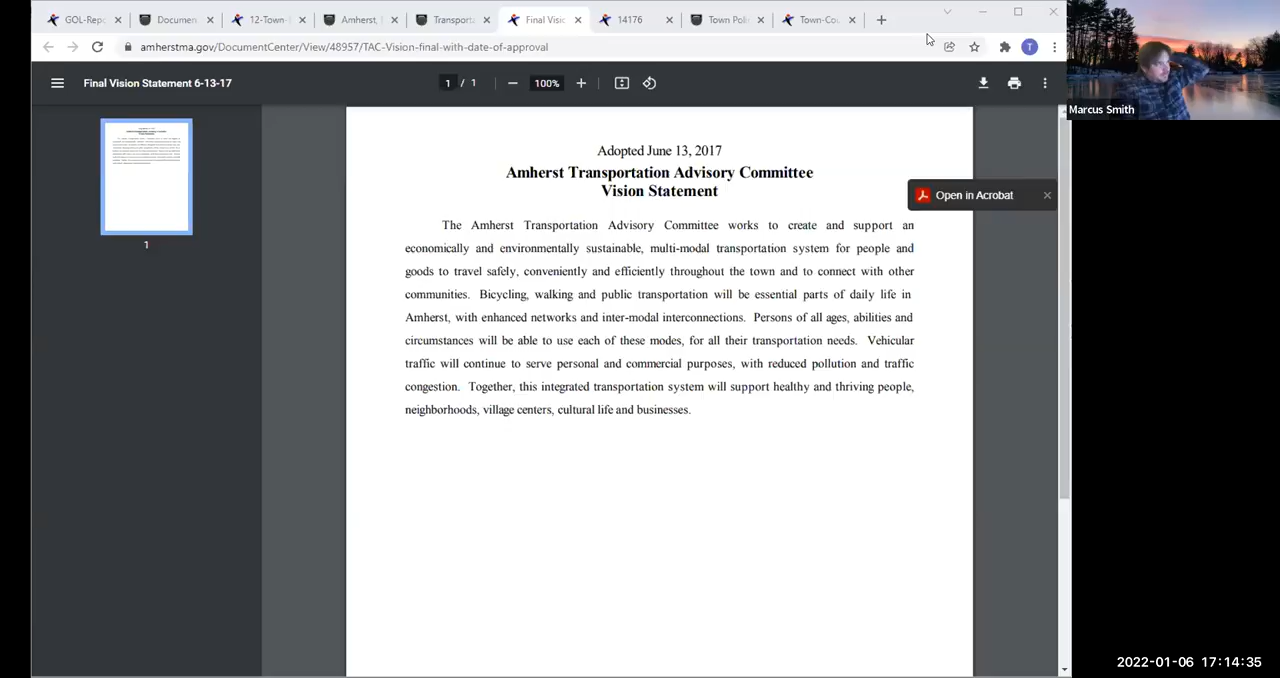 GOL-Repo
Documen
12-Town-
Amherst,
Transporta
Final Visi
14176
Town Poli
Town-Cou
amherstma.gov/DocumentCenter/View/48957/TAC-Vision-final-with-date-of-approval
T
Final Vision Statement 6-13-17
1 / 1
100%
Marcus Smith
Open in Acrobat
1
Adopted June 13, 2017
Amherst Transportation Advisory Committee
Vision Statement
The Amherst Transportation Advisory Committee works to create and support an
economically and environmentally sustainable, multi-modal transportation system for people and
goods to travel safely, conveniently and efficiently throughout the town and to connect with other
communities. Bicycling, walking and public transportation will be essential parts of daily life in
Amherst, with enhanced networks and inter-modal interconnections. Persons of all ages, abilities and
circumstances will be able to use each of these modes, for all their transportation needs. Vehicular
traffic will continue to serve personal and commercial purposes, with reduced pollution and traffic
congestion. Together, this integrated transportation system will support healthy and thriving people,
neighborhoods, village centers, cultural life and businesses.
2022-01-06 17:14:35